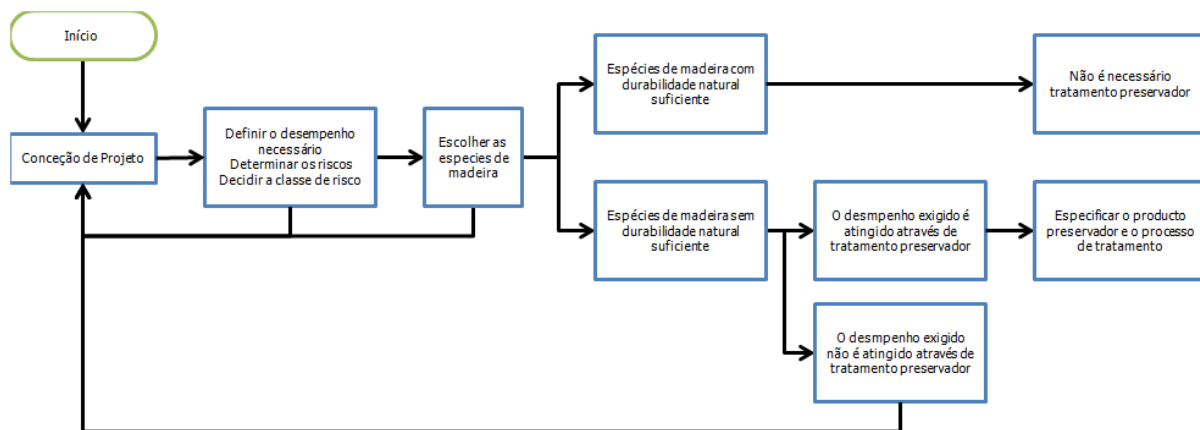 Início
Conceção de Projeto
Definir o desempenho
necessário
Determinar os riscos
Decidir a classe de risco
Escolher as
especies de
madeira
Espécies de madeira com
durabilidade natural
suficiente
Não é necessário
tratamento preservador
Espécies de madeira sem
durabilidade natural
suficiente
O desmpenho exigido é
atingido através de
tratamento preservador
Especificar o producto
preservador e o processo
de tratamento
O desmpenho exigido
não é atingido através de
tratamento preservador